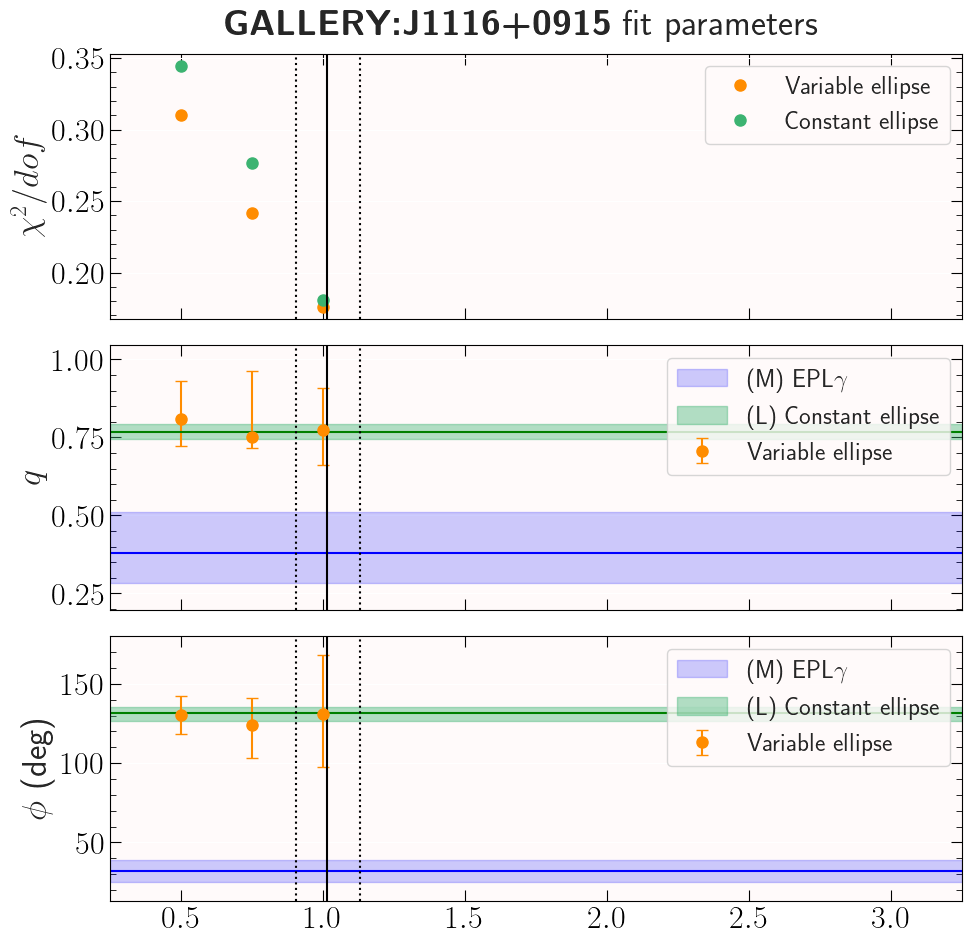 GALLERY:J1116+0915 fit parameters
0.35
0.30
0.25
0.20
χ²/dof
Variable ellipse
Constant ellipse
1.00
0.75
0.50
0.25
q
(M) EPLγ
(L) Constant ellipse
Variable ellipse
150
100
50
ϕ (deg)
(M) EPLγ
(L) Constant ellipse
Variable ellipse
0.5 1.0 1.5 2.0 2.5 3.0